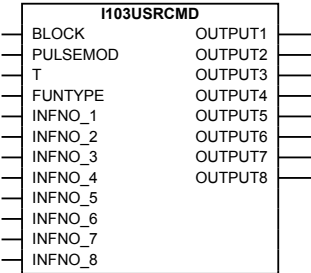 I103USRCMD
BLOCK OUTPUT1
PULSEMOD OUTPUT2
T OUTPUT3
FUNTYPE OUTPUT4
INFNO_1 OUTPUT5
INFNO_2 OUTPUT6
INFNO_3 OUTPUT7
INFNO_4 OUTPUT8
INFNO_5
INFNO_6
INFNO_7
INFNO_8